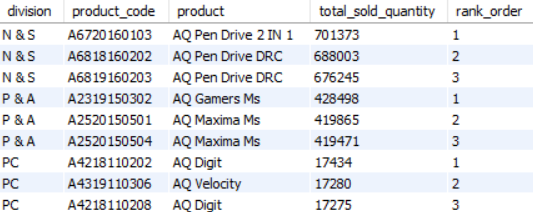 division product_code product total_sold_quantity rank_order
N & S A6720160103 AQ Pen Drive 2 IN 1 701373 1
N & S A6818160202 AQ Pen Drive DRC 688003 2
N & S A6819160203 AQ Pen Drive DRC 676245 3
P & A A2319150302 AQ Gamers Ms 428498 1
P & A A2520150501 AQ Maxima Ms 419865 2
P & A A2520150504 AQ Maxima Ms 419471 3
PC A4218110202 AQ Digit 17434 1
PC A4319110306 AQ Velocity 17280 2
PC A4218110208 AQ Digit 17275 3